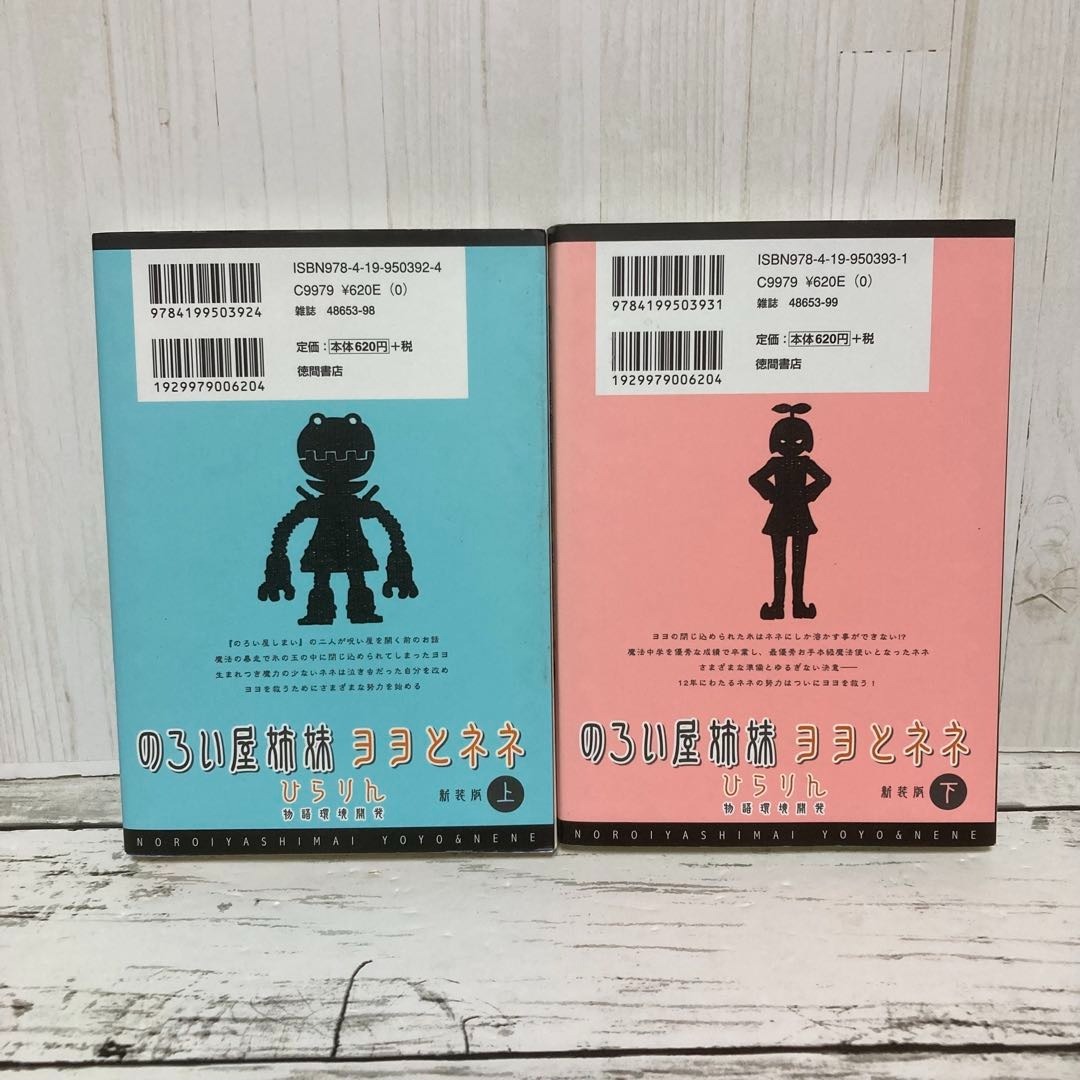 ISBN978-4-19-950392-4
C9979 ¥620E (0)
雑誌 48653-98
9784199503924
定価：本体620円+税
徳間書店
1929979006204
『のろい屋しまい』の二人が呪い屋を開く前のお話
魔法の暴走で氷の玉の中に閉じ込められてしまったヨヨ
生まれつき魔力の少ないネネは泣き虫だった自分を改め
ヨヨを救うためにさまざまな努力を始める
のろい屋姉妹 ヨヨとネネ
ひらりん
物語環境開発
新装版 上
NOROIYASHIMAI YOYO&NENE
ISBN978-4-19-950393-1
C9979 ¥620E (0)
雑誌 48653-99
9784199503931
定価：本体620円+税
徳間書店
1929979006204
ヨヨの閉じ込められた氷はネネにしか溶かす事ができない!?
魔法中学を優秀な成績で卒業し、最優秀お手本級魔法使いとなったネネ
さまざまな準備とゆるぎない決意――
12年にわたるネネの努力はついにヨヨを救う！
のろい屋姉妹 ヨヨとネネ
ひらりん
物語環境開発
新装版 下
NOROIYASHIMAI YOYO&NENE